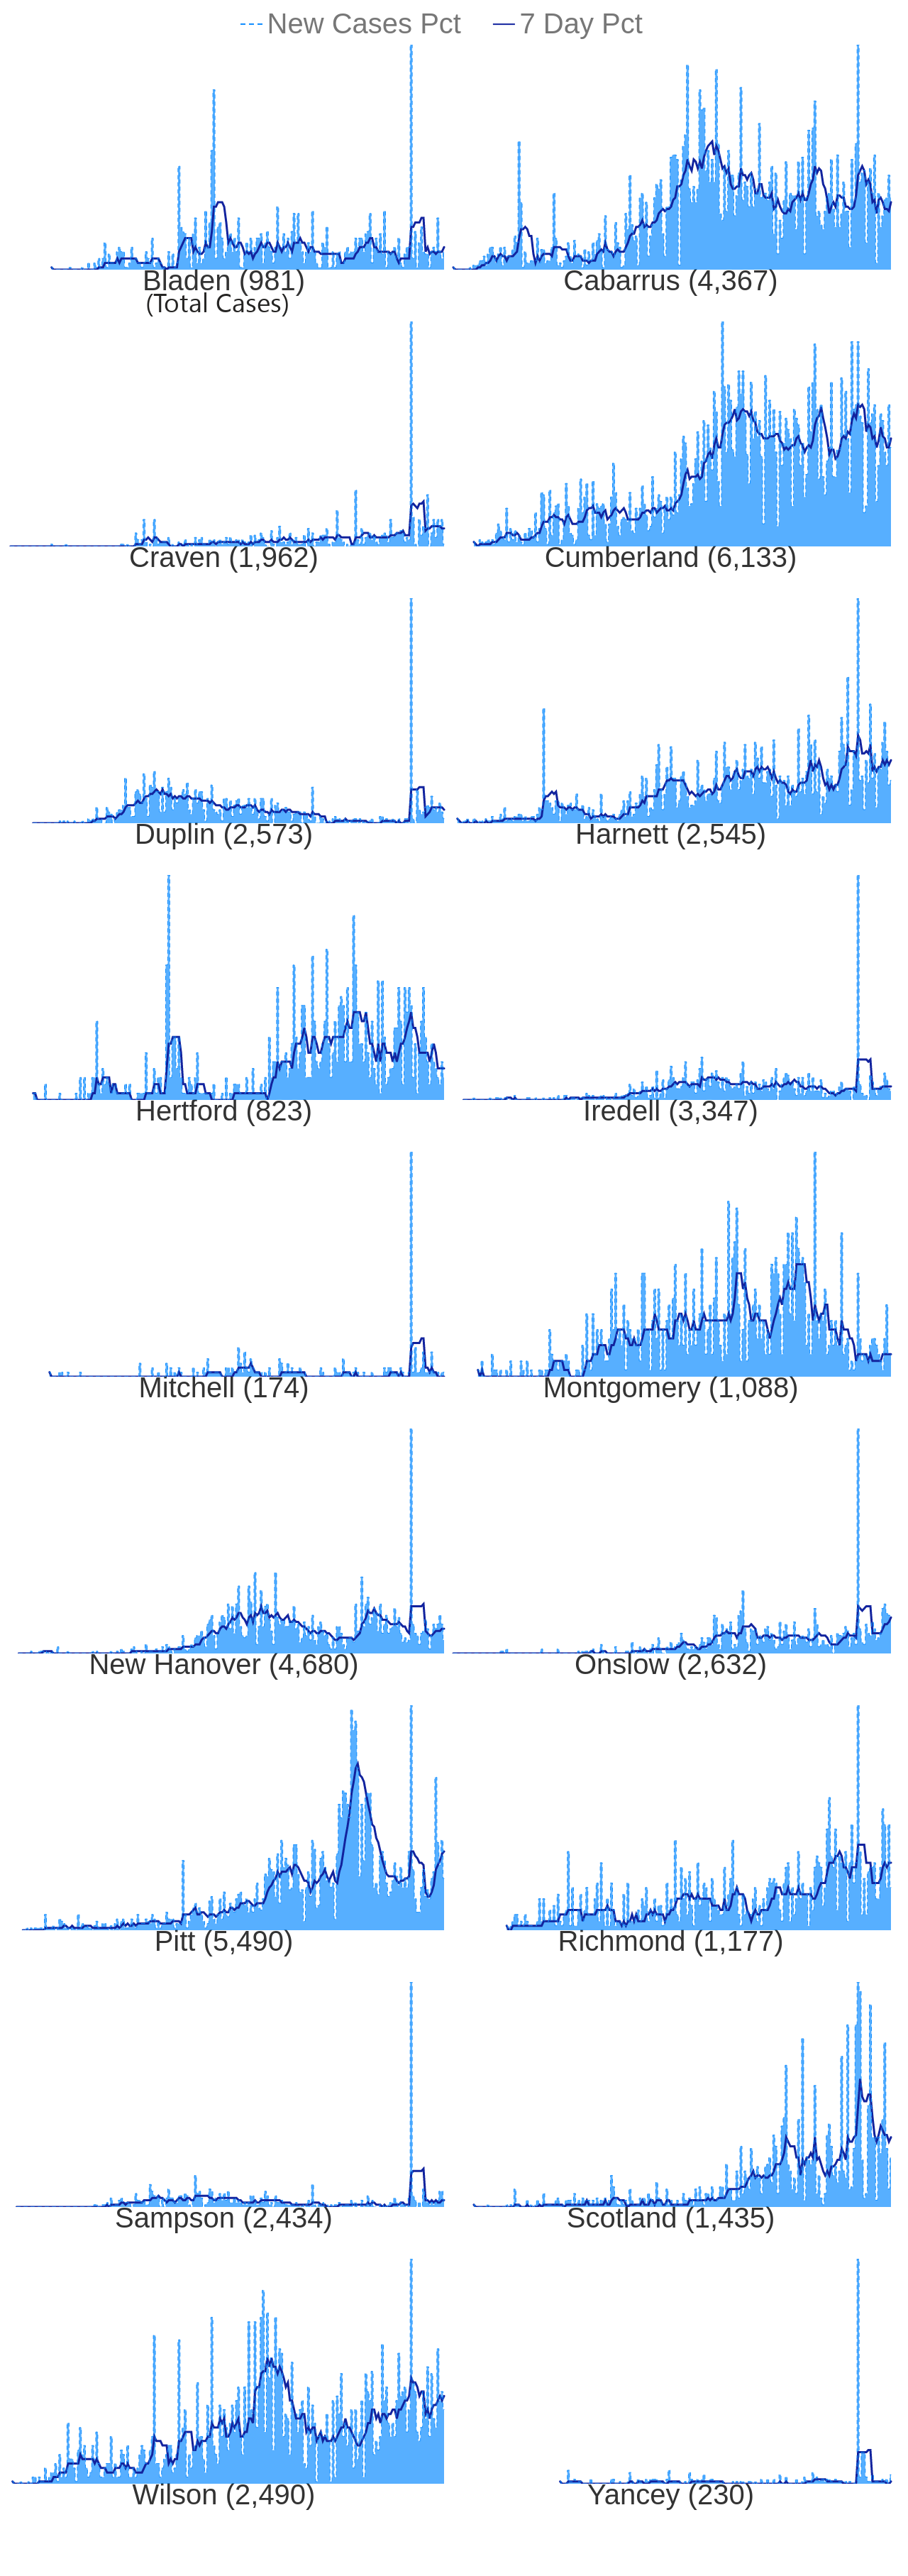 New Cases Pct 7 Day Pct
Bladen (981) Cabarrus (4,367)
(Total Cases)
Craven (1,962) Cumberland (6,133)
Duplin (2,573) Harnett (2,545)
Hertford (823) Iredell (3,347)
Mitchell (174) Montgomery (1,088)
New Hanover (4,680) Onslow (2,632)
Pitt (5,490) Richmond (1,177)
Sampson (2,434) Scotland (1,435)
Wilson (2,490) Yancey (230)